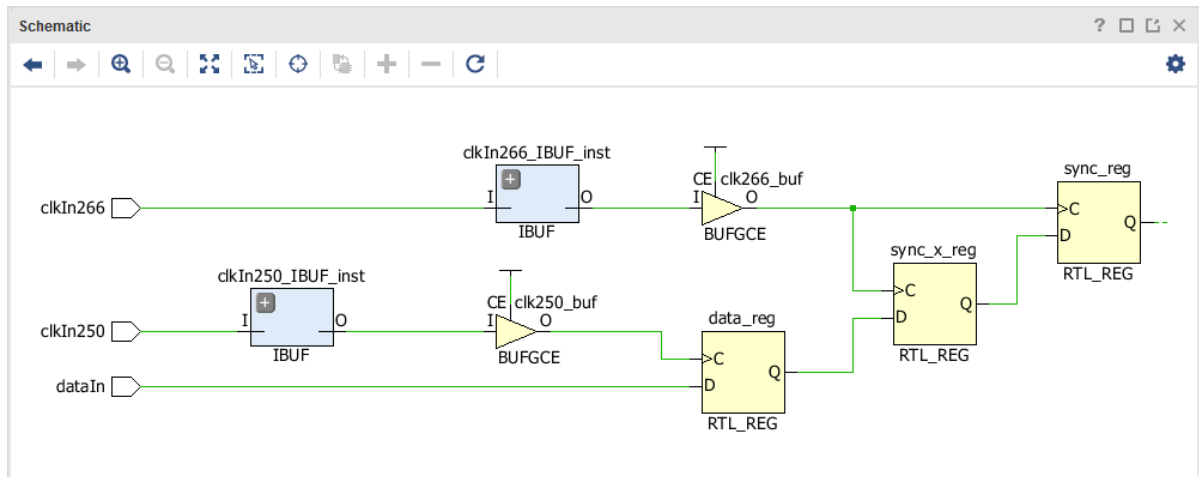 Schematic
clkIn266_IBUF_inst
I
O
IBUF
CE clk266_buf
I
O
BUFGCE
sync_reg
C
D
Q
RTL_REG
clkIn266
clkIn250_IBUF_inst
I
O
IBUF
CE clk250_buf
I
O
BUFGCE
sync_x_reg
C
D
Q
RTL_REG
clkIn250
data_reg
C
D
Q
RTL_REG
dataIn